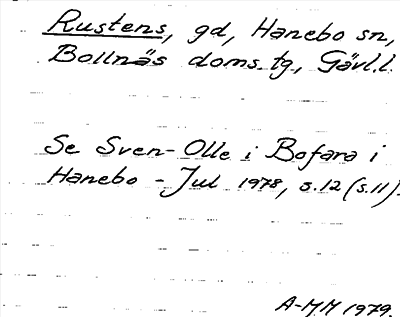 Rustens, gd, Hanebo sn,
Bollnäs doms.tg, Gävl.l.
Se Sven-Olle i Bofara i
Hanebo - Jul 1978, s.12 (s.11).
A-MM 1979.